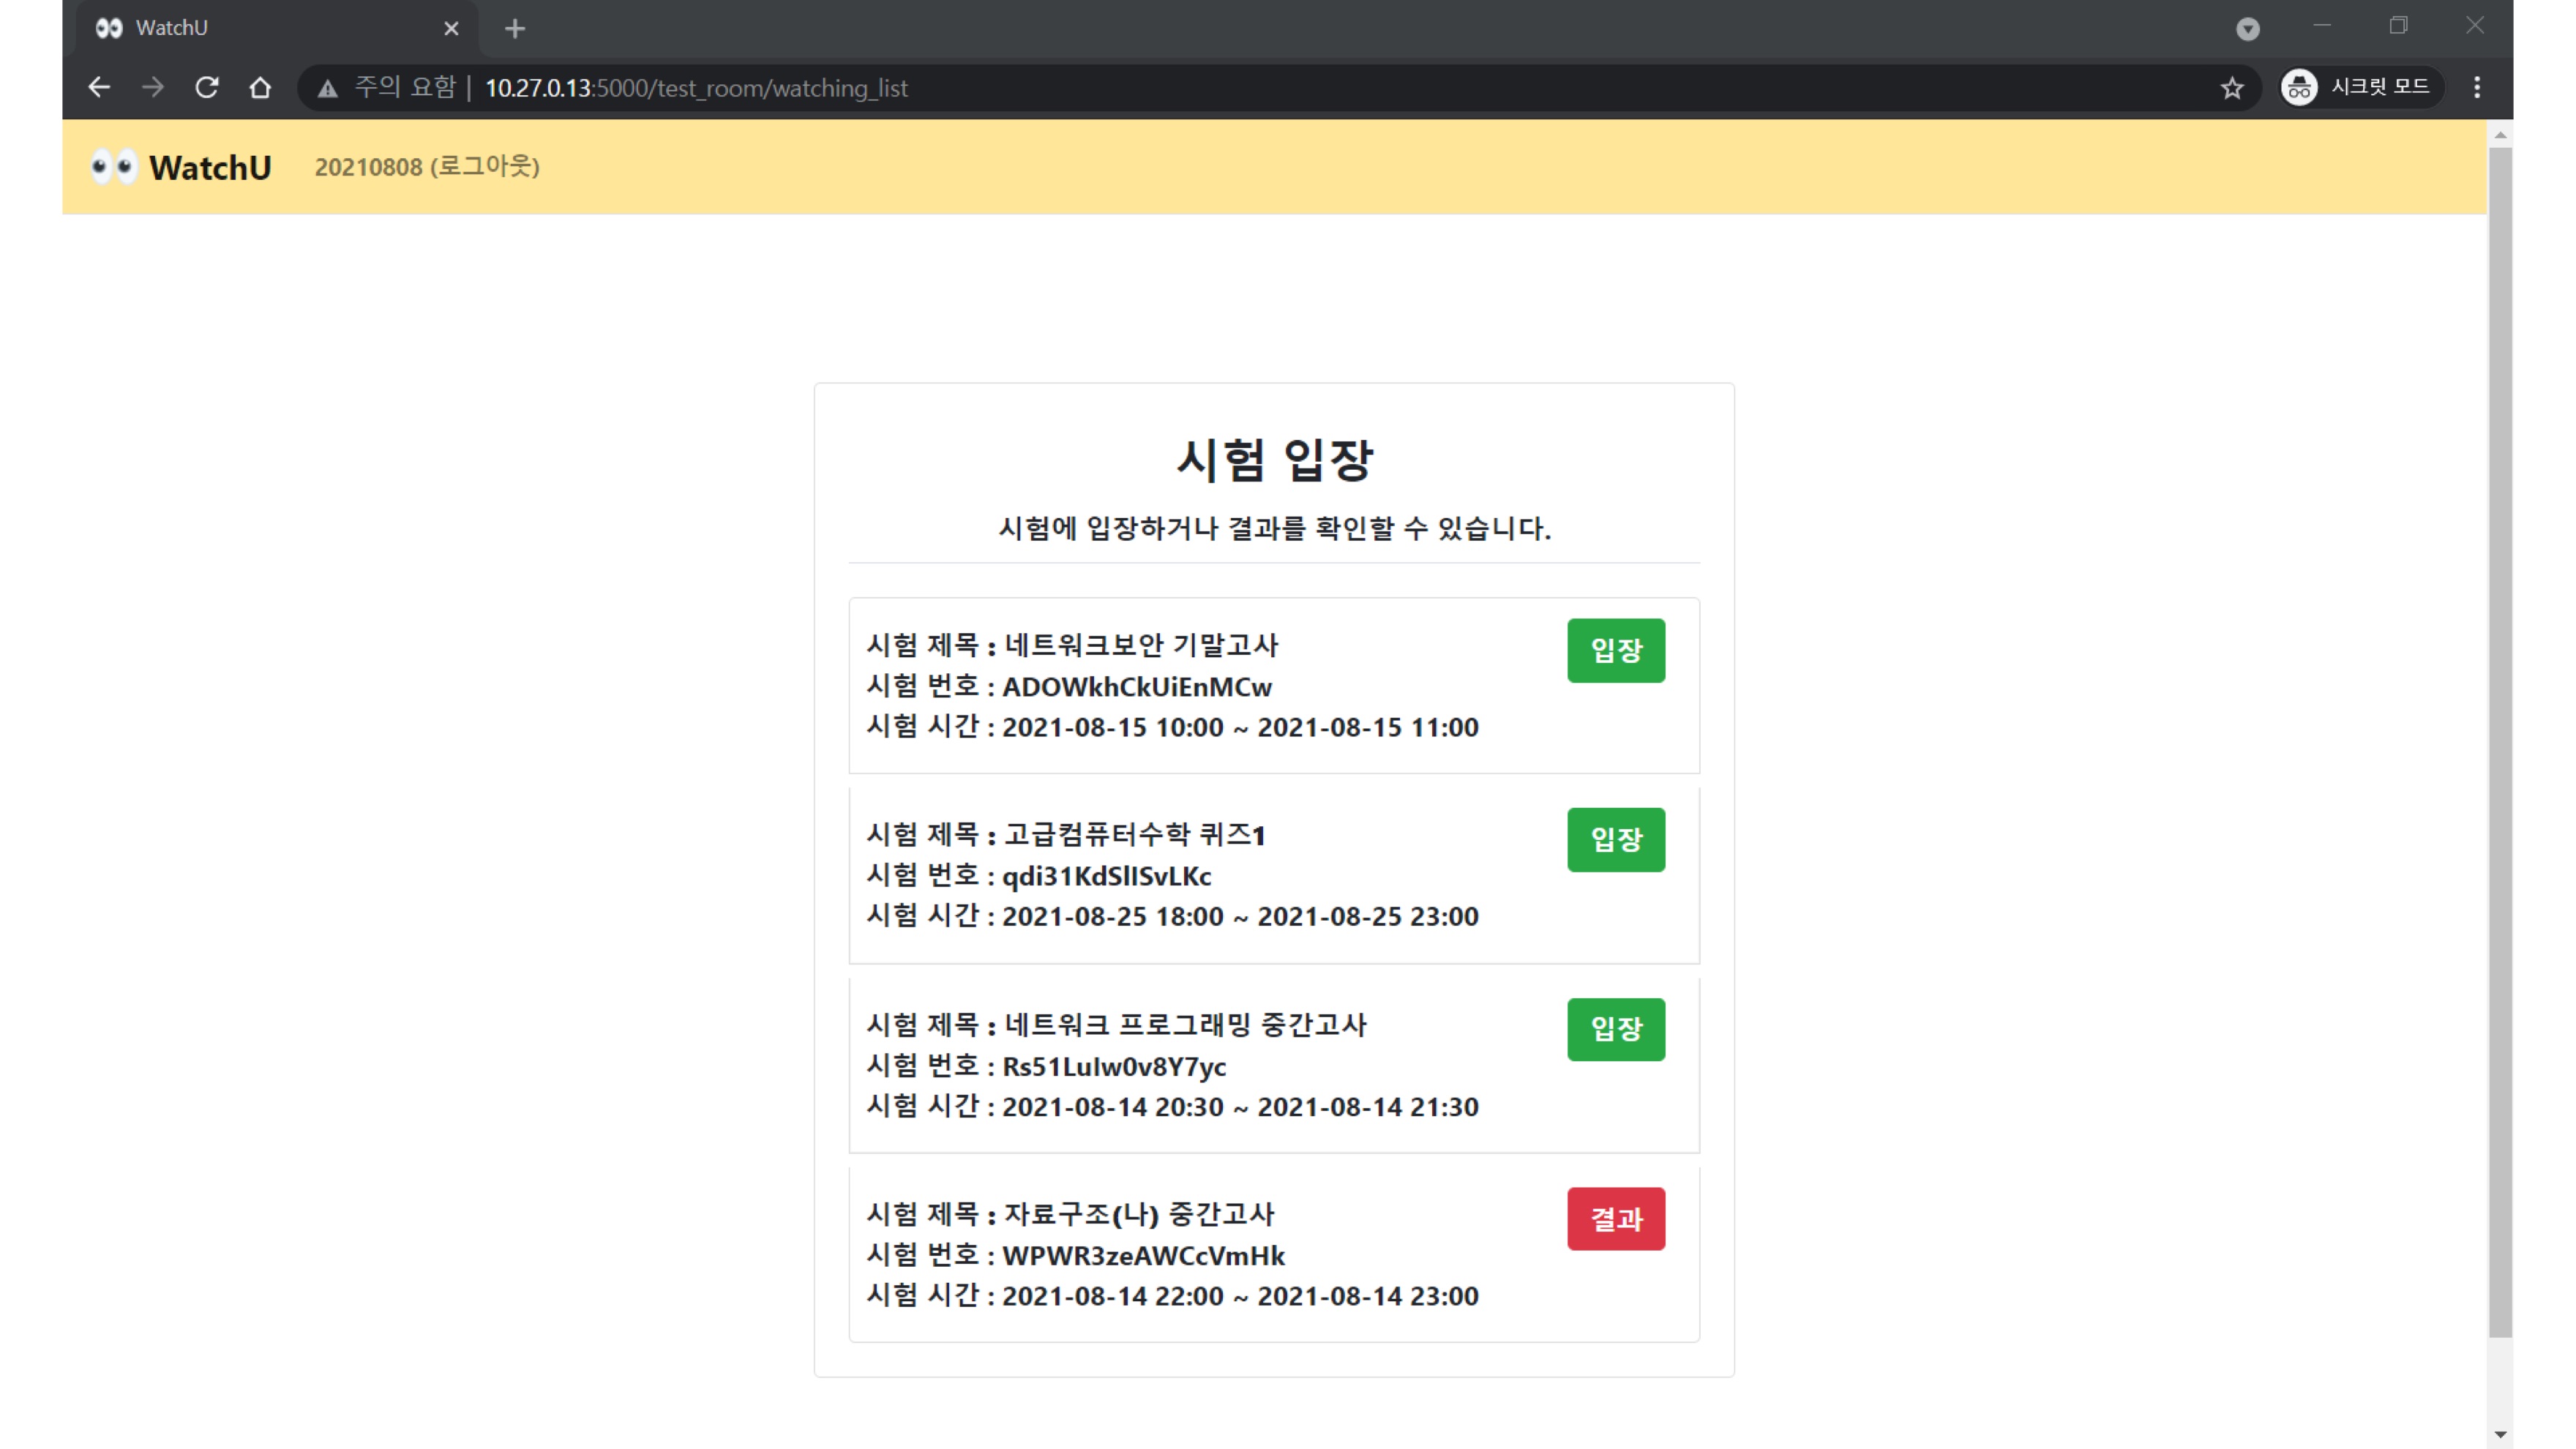 WatchU
주의 요함 | 10.27.0.13:5000/test_room/watching_list
시크릿 모드
WatchU 20210808 (로그아웃)
시험 입장
시험에 입장하거나 결과를 확인할 수 있습니다.
시험 제목 : 네트워크보안 기말고사
입장
시험 번호 : ADOWkhCkUiEnMCw
시험 시간 : 2021-08-15 10:00 ~ 2021-08-15 11:00
시험 제목 : 고급컴퓨터수학 퀴즈1
입장
시험 번호 : qdi31KdSlISvLKc
시험 시간 : 2021-08-25 18:00 ~ 2021-08-25 23:00
시험 제목 : 네트워크 프로그래밍 중간고사
입장
시험 번호 : Rs51Lulw0v8Y7yc
시험 시간 : 2021-08-14 20:30 ~ 2021-08-14 21:30
시험 제목 : 자료구조(나) 중간고사
결과
시험 번호 : WPWR3zeAWCcVmHk
시험 시간 : 2021-08-14 22:00 ~ 2021-08-14 23:00